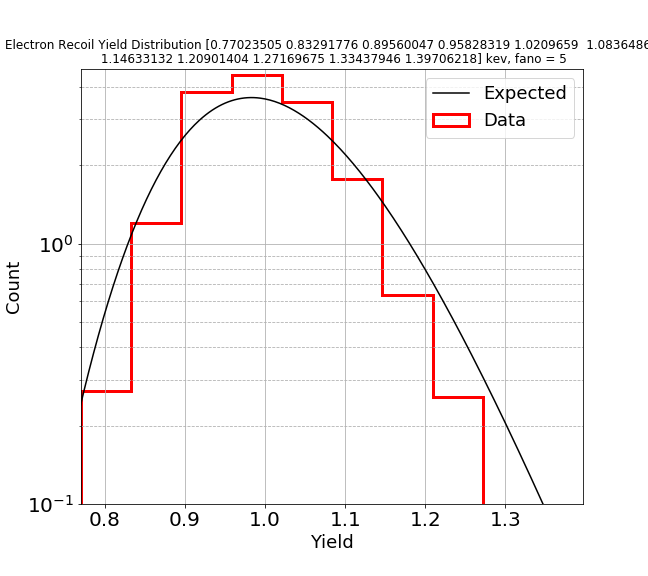 Electron Recoil Yield Distribution [0.77023505 0.83291776 0.89560047 0.95828319 1.0209659 1.0836486
1.14633132 1.20901404 1.27169675 1.33437946 1.39706218] kev, fano = 5
Expected
Data
10^0
10^-1
Count
0.8 0.9 1.0 1.1 1.2 1.3
Yield